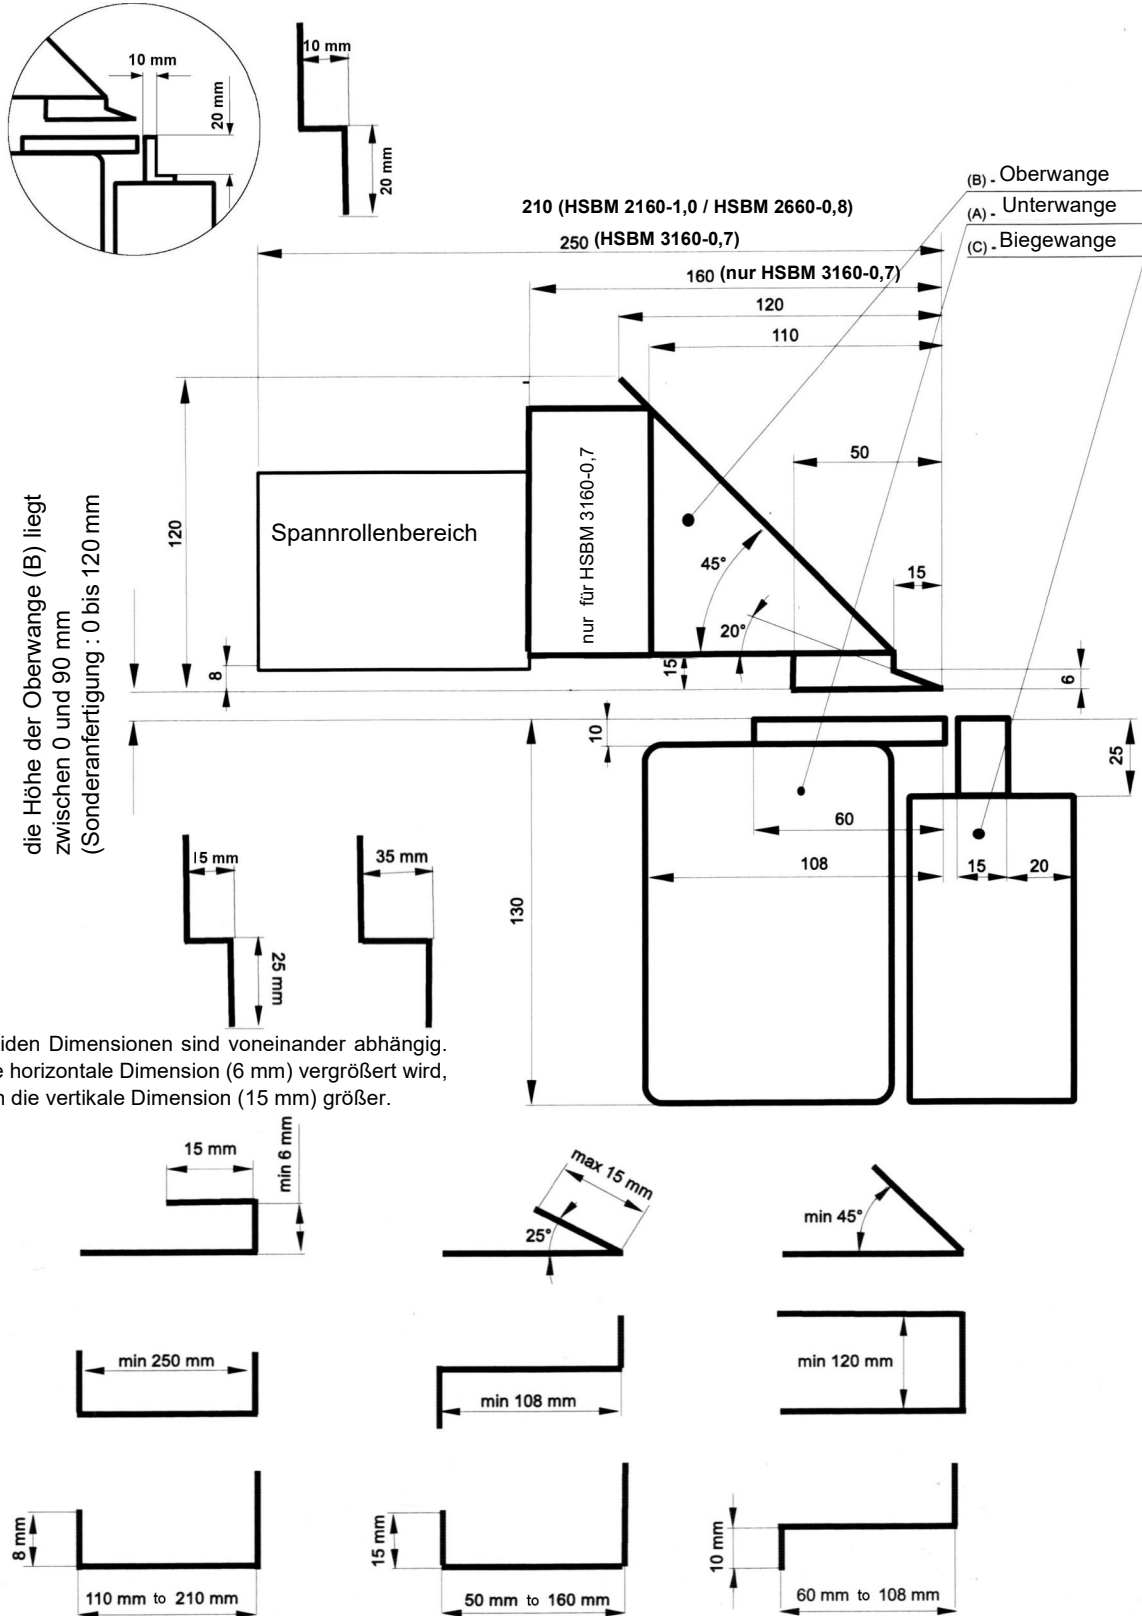 10 mm
20 mm
10 mm
20 mm
(B) - Oberwange
(A) - Unterwange
(C) - Biegewange
210 (HSBM 2160-1,0 / HSBM 2660-0,8)
250 (HSBM 3160-0,7)
160 (nur HSBM 3160-0,7)
120
110
50
15
120
Spannrollenbereich
nur für HSBM 3160-0,7
45°
20°
8
15
6
die Höhe der Oberwange (B) liegt
zwischen 0 und 90 mm
(Sonderanfertigung : 0 bis 120 mm
10
25
60
108
15
20
130
15 mm
25 mm
35 mm
iden Dimensionen sind voneinander abhängig.
e horizontale Dimension (6 mm) vergrößert wird,
n die vertikale Dimension (15 mm) größer.
15 mm
min 6 mm
max 15 mm
25°
min 45°
min 250 mm
min 108 mm
min 120 mm
8 mm
110 mm to 210 mm
15 mm
50 mm to 160 mm
10 mm
60 mm to 108 mm